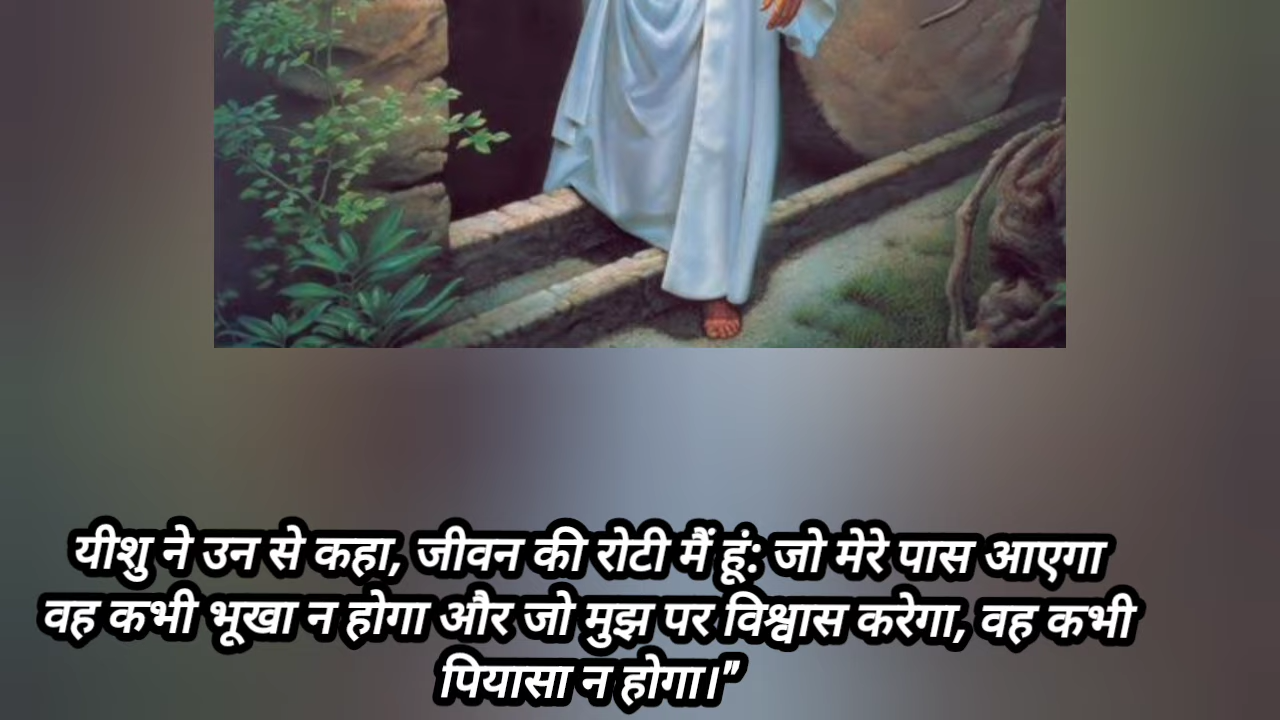 यीशु ने उन से कहा, जीवन की रोटी मैं हूं: जो मेरे पास आएगा
वह कभी भूखा न होगा और जो मुझ पर विश्वास करेगा, वह कभी
पियासा न होगा।”